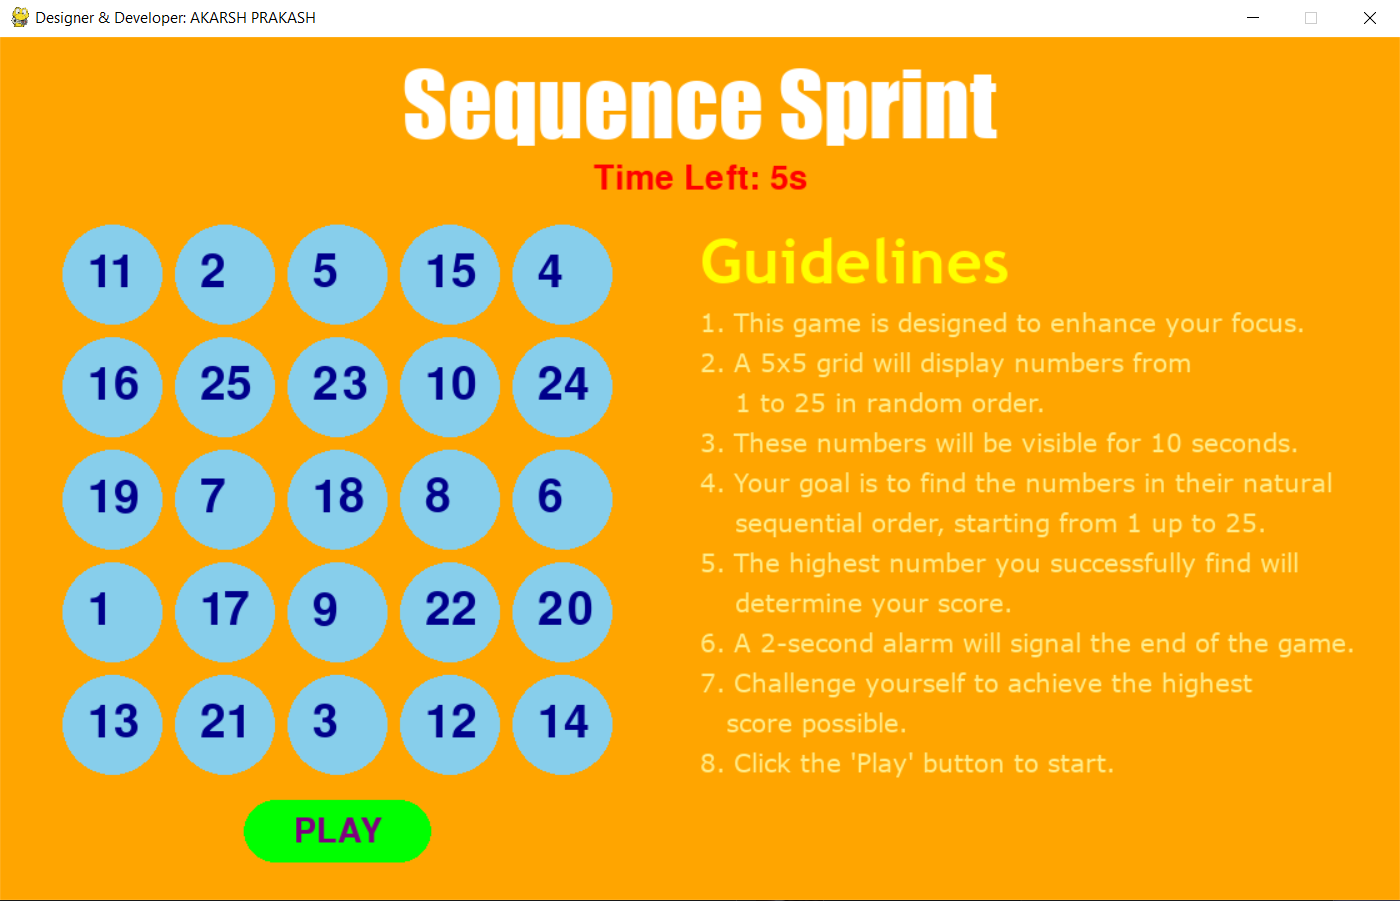 Designer & Developer: AKARSH PRAKASH
Sequence Sprint
Time Left: 5s
11 2 5 15 4
16 25 23 10 24
19 7 18 8 6
1 17 9 22 20
13 21 3 12 14
PLAY
Guidelines
1. This game is designed to enhance your focus.
2. A 5x5 grid will display numbers from
1 to 25 in random order.
3. These numbers will be visible for 10 seconds.
4. Your goal is to find the numbers in their natural
sequential order, starting from 1 up to 25.
5. The highest number you successfully find will
determine your score.
6. A 2-second alarm will signal the end of the game.
7. Challenge yourself to achieve the highest
score possible.
8. Click the 'Play' button to start.